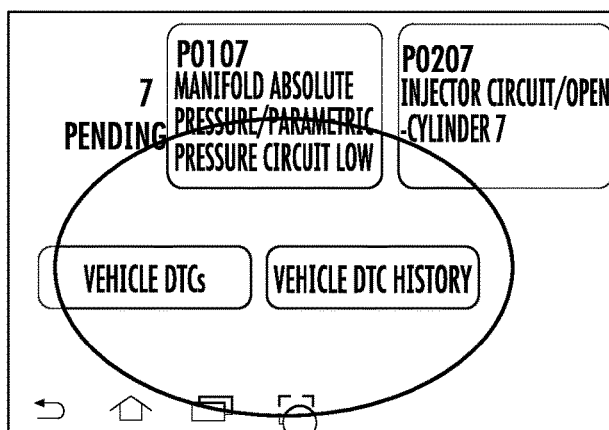 7
PENDING
P0107
MANIFOLD ABSOLUTE
PRESSURE/PARAMETRIC
PRESSURE CIRCUIT LOW
P0207
INJECTOR CIRCUIT/OPEN
-CYLINDER 7
VEHICLE DTCs
VEHICLE DTC HISTORY